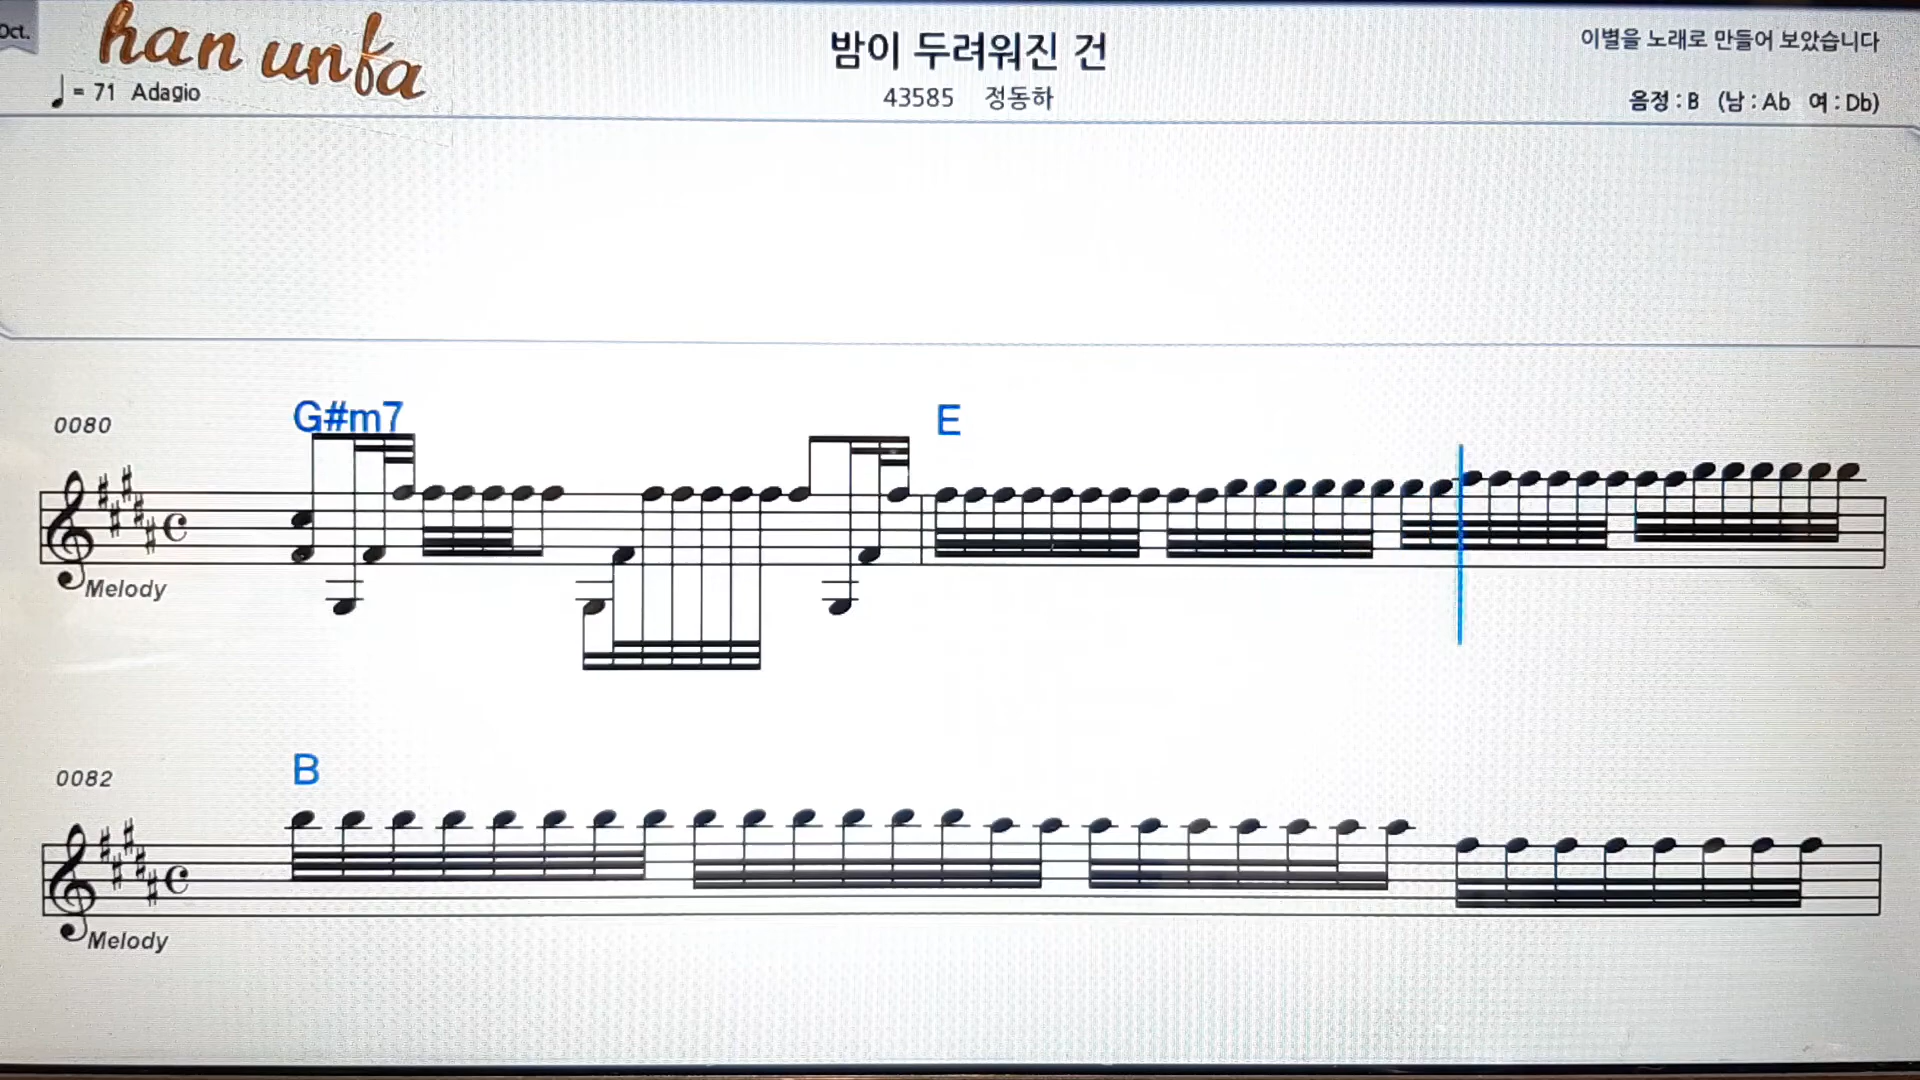 Oct.
han unfa
= 71 Adagio
밤이 두려워진 건
43585 정동하
이별을 노래로 만들어 보았습니다
음정 : B (남 : Ab 여 : Db)
0080
G#m7
E
Melody
0082
B
Melody